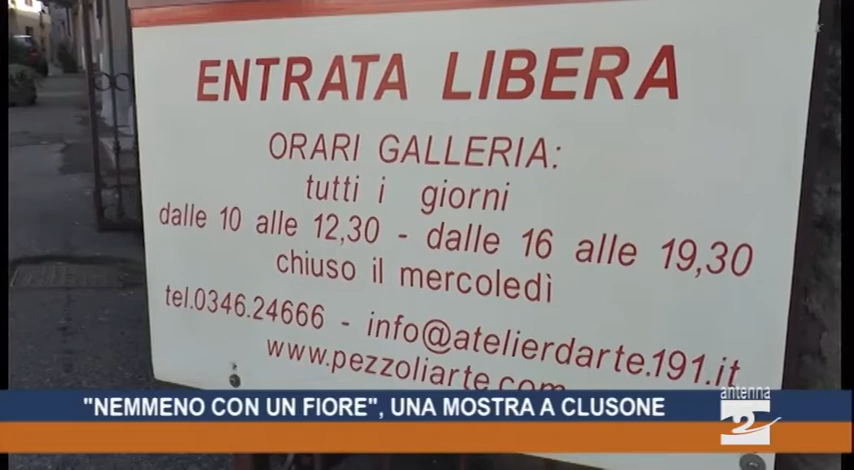 ENTRATA LIBERA
ORARI GALLERIA:
tutti i giorni
dalle 10 alle 12,30 - dalle 16 alle 19,30
chiuso il mercoledì
tel.0346.24666 - info@atelierdarte.191.it
www.pezzoliarte.com
"NEMMENO CON UN FIORE", UNA MOSTRA A CLUSONE
antenna
2